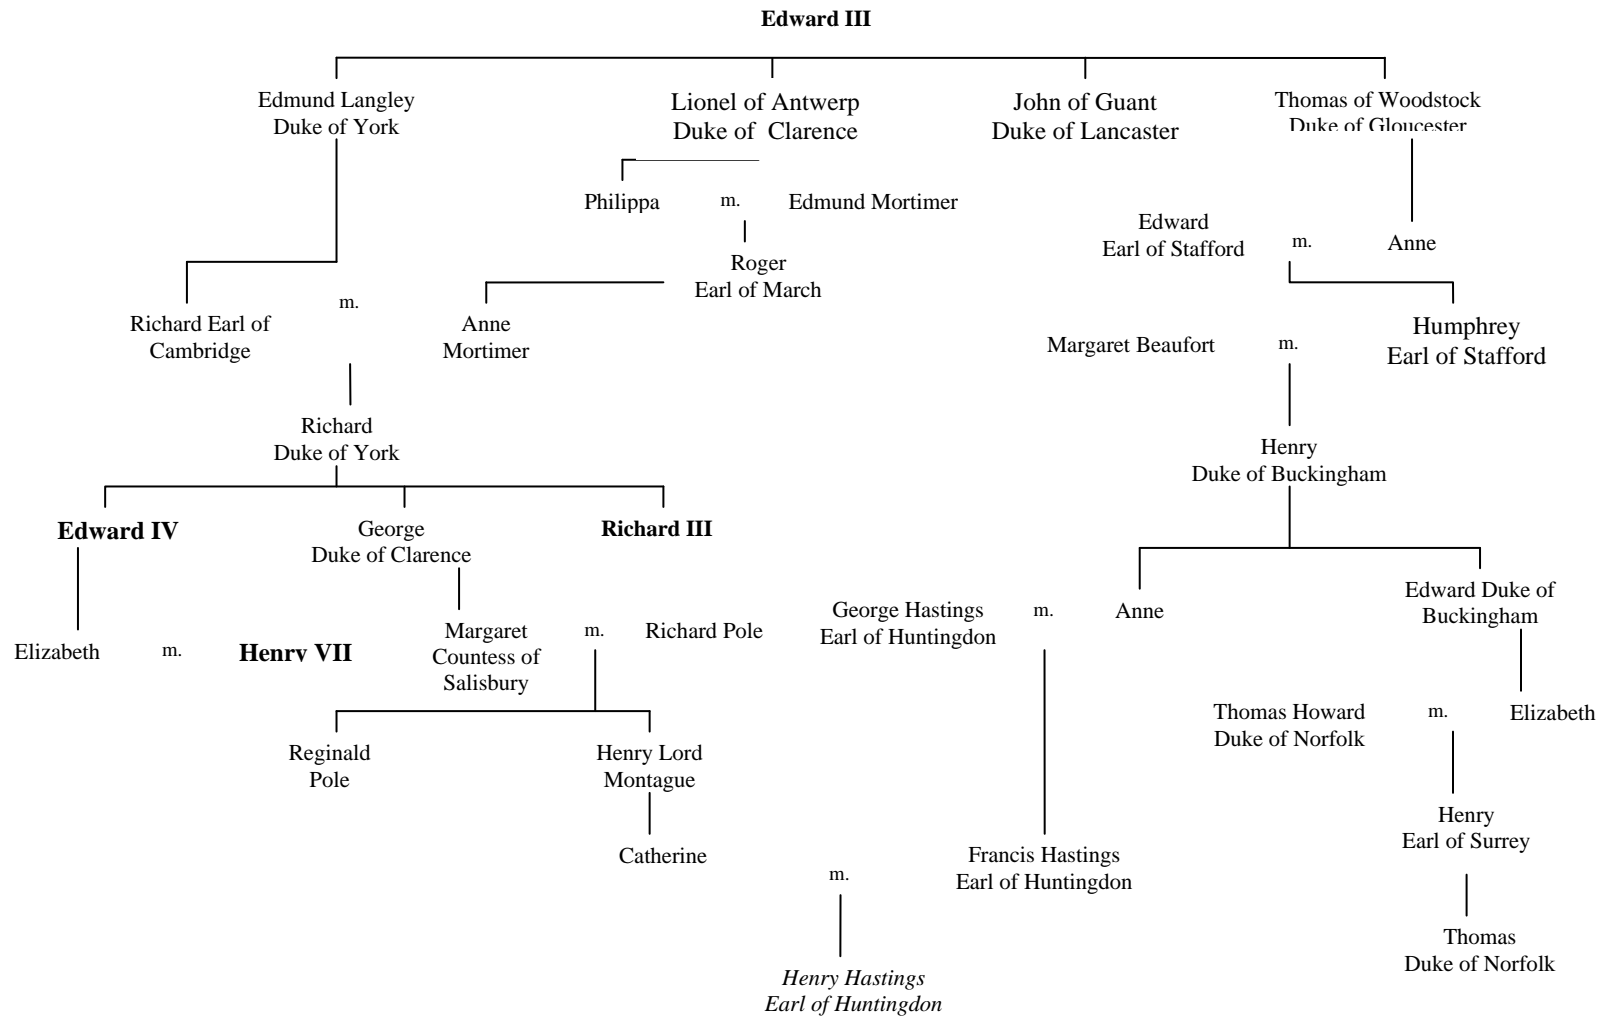 Edward III
Edmund Langley
Duke of York
Lionel of Antwerp
Duke of Clarence
John of Guant
Duke of Lancaster
Thomas of Woodstock
Duke of Gloucester
Philippa
m.
Edmund Mortimer
Edward
Earl of Stafford
m.
Anne
Roger
Earl of March
m.
Richard Earl of
Cambridge
Anne
Mortimer
Margaret Beaufort
m.
Humphrey
Earl of Stafford
Richard
Duke of York
Henry
Duke of Buckingham
Edward IV
George
Duke of Clarence
Richard III
George Hastings
Earl of Huntingdon
m.
Anne
Edward Duke of
Buckingham
Elizabeth
m.
Henry VII
Margaret
Countess of
Salisbury
m.
Richard Pole
Thomas Howard
Duke of Norfolk
m.
Elizabeth
Reginald
Pole
Henry Lord
Montague
Henry
Earl of Surrey
Catherine
m.
Francis Hastings
Earl of Huntingdon
Thomas
Duke of Norfolk
Henry Hastings
Earl of Huntingdon